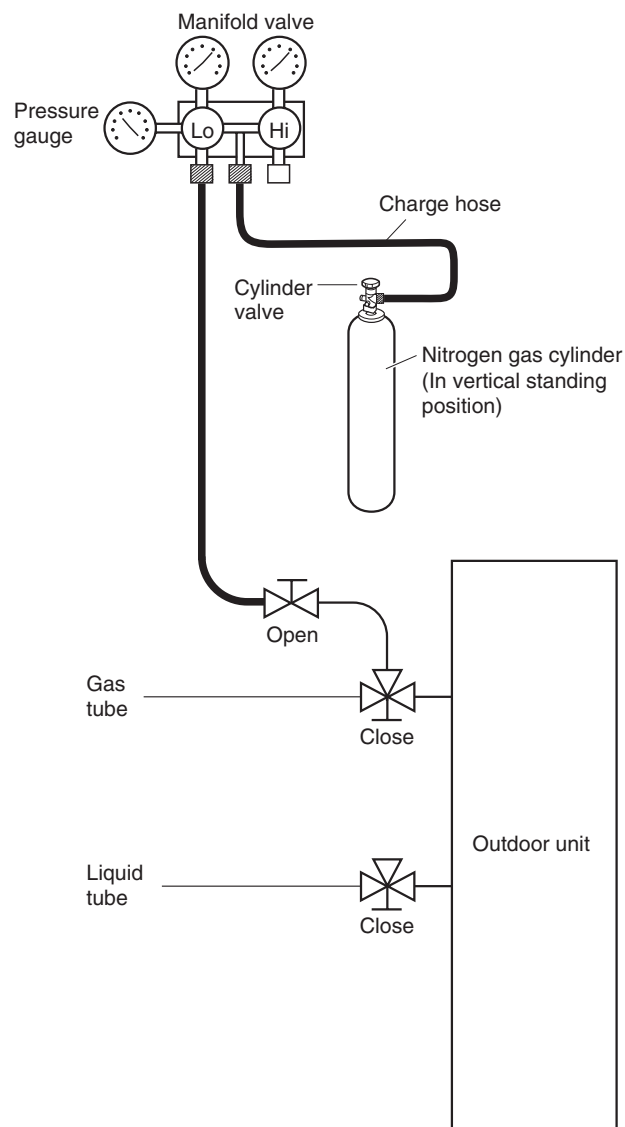 Manifold valve
Pressure
gauge
Lo
Hi
Charge hose
Cylinder
valve
Nitrogen gas cylinder
(In vertical standing
position)
Open
Gas
tube
Close
Outdoor unit
Liquid
tube
Close